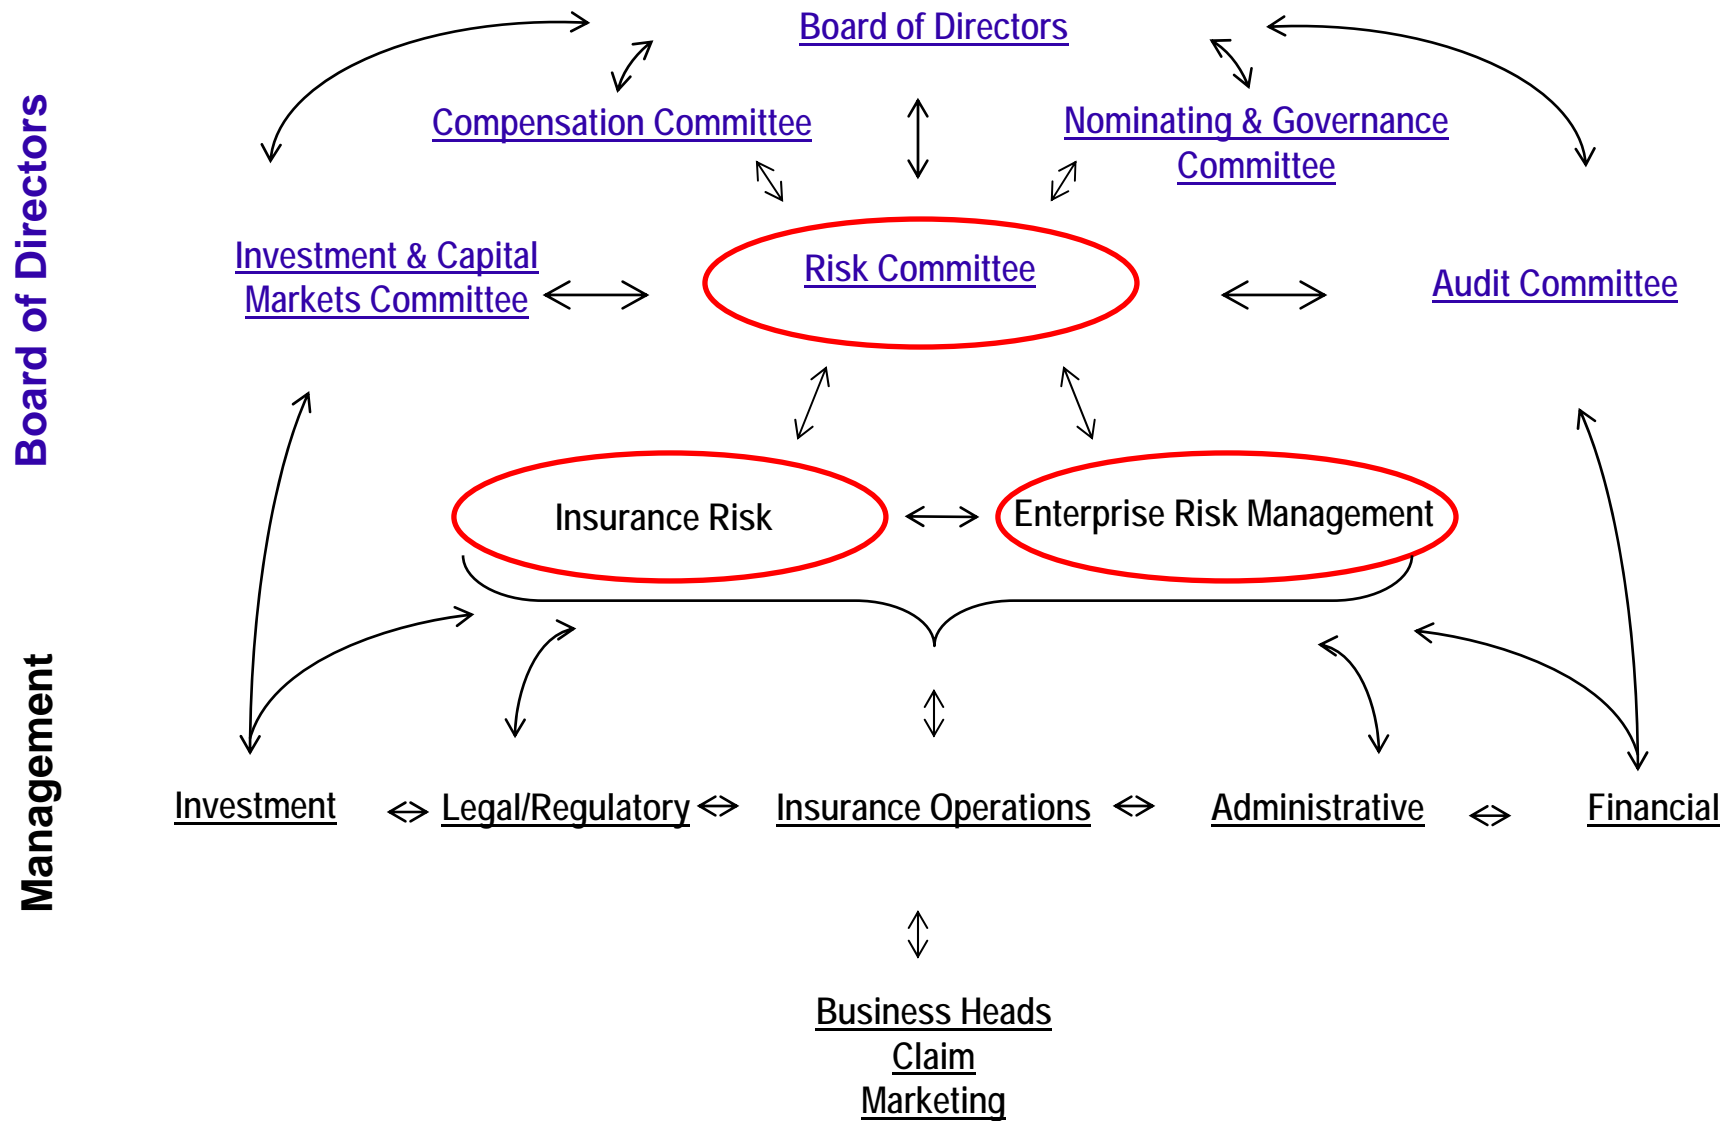 Board of Directors
Board of Directors
Compensation Committee
Nominating & Governance
Committee
Investment & Capital
Markets Committee
Risk Committee
Audit Committee
Insurance Risk
Enterprise Risk Management
Management
Investment
Legal/Regulatory
Insurance Operations
Administrative
Financial
Business Heads
Claim
Marketing